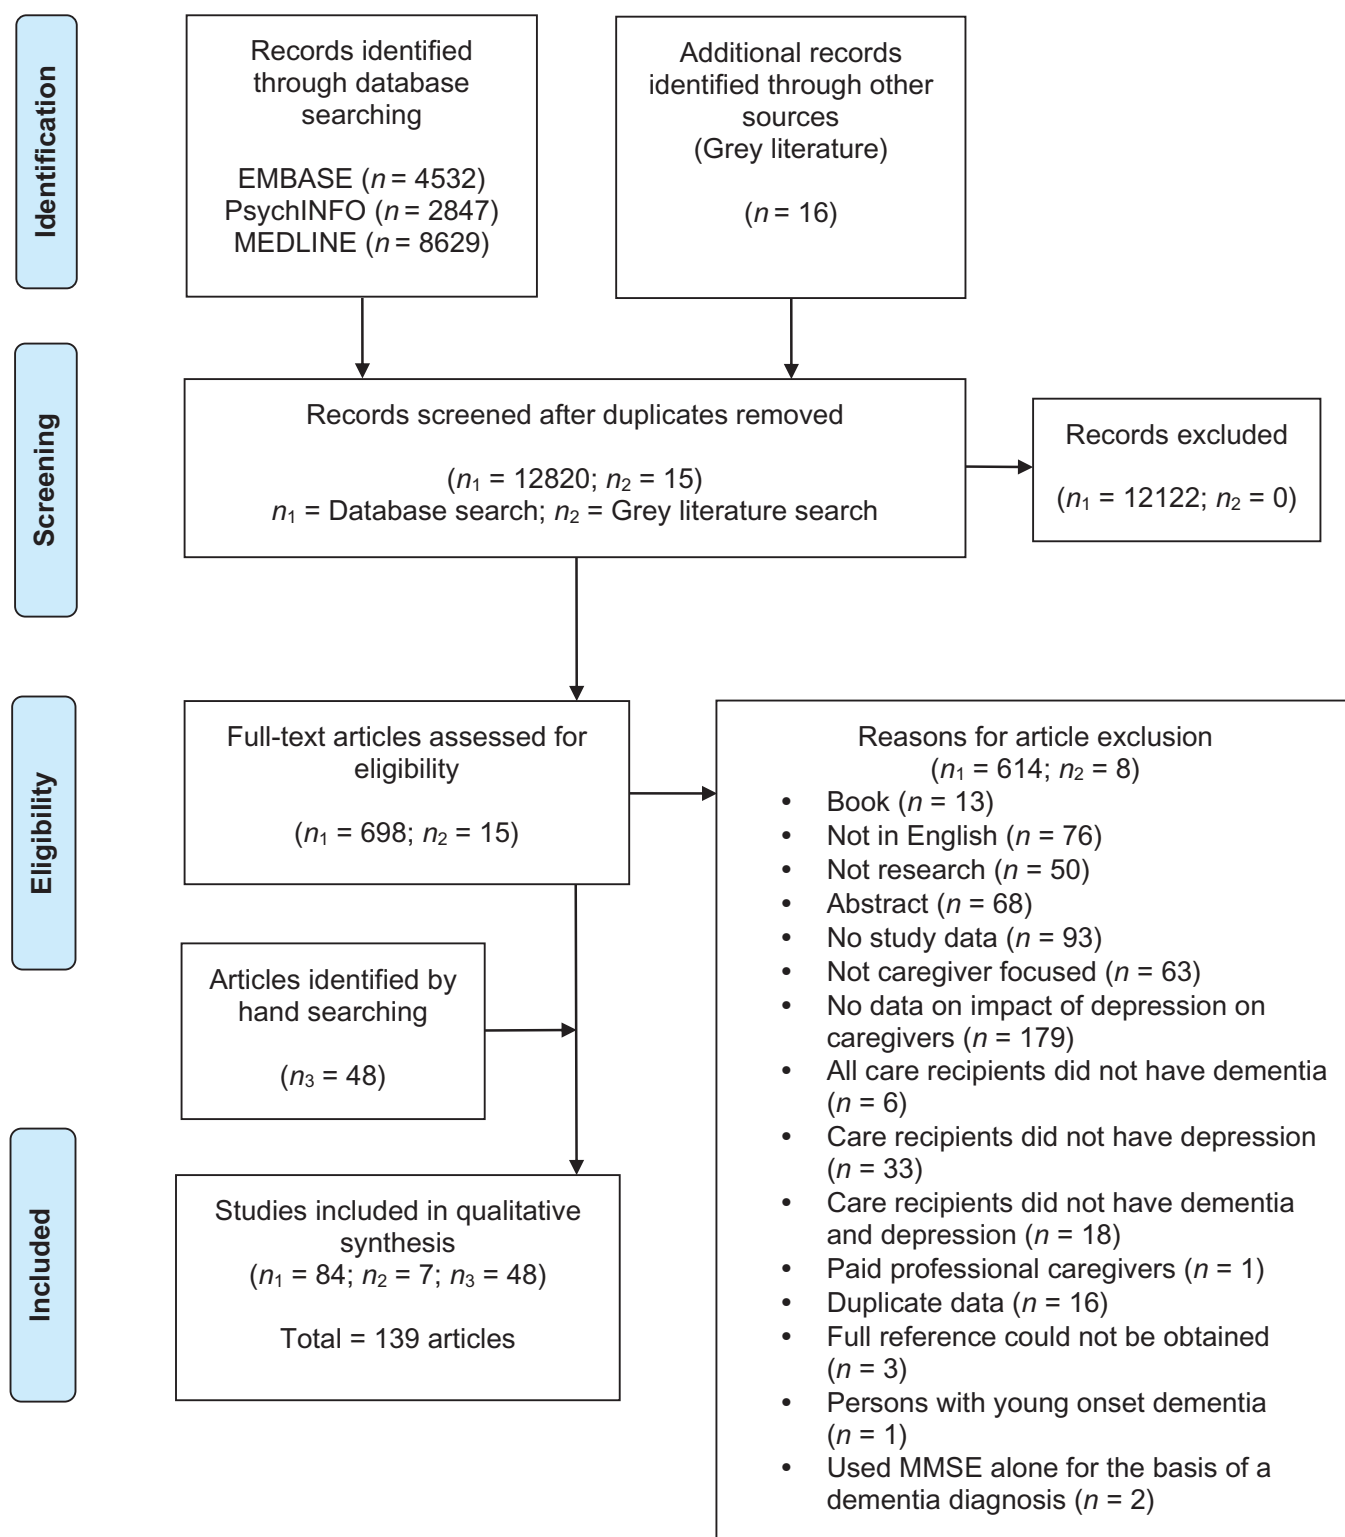 Identification
Records identified
through database
searching
EMBASE (n = 4532)
PsychINFO (n = 2847)
MEDLINE (n = 8629)
Additional records
identified through other
sources
(Grey literature)
(n = 16)
Screening
Records screened after duplicates removed
(n₁ = 12820; n₂ = 15)
n₁ = Database search; n₂ = Grey literature search
Records excluded
(n₁ = 12122; n₂ = 0)
Eligibility
Full-text articles assessed for
eligibility
(n₁ = 698; n₂ = 15)
Articles identified by
hand searching
(n₃ = 48)
Reasons for article exclusion
(n₁ = 614; n₂ = 8)
• Book (n = 13)
• Not in English (n = 76)
• Not research (n = 50)
• Abstract (n = 68)
• No study data (n = 93)
• Not caregiver focused (n = 63)
• No data on impact of depression on
caregivers (n = 179)
• All care recipients did not have dementia
(n = 6)
• Care recipients did not have depression
(n = 33)
• Care recipients did not have dementia
and depression (n = 18)
• Paid professional caregivers (n = 1)
• Duplicate data (n = 16)
• Full reference could not be obtained
(n = 3)
• Persons with young onset dementia
(n = 1)
• Used MMSE alone for the basis of a
dementia diagnosis (n = 2)
Included
Studies included in qualitative
synthesis
(n₁ = 84; n₂ = 7; n₃ = 48)
Total = 139 articles